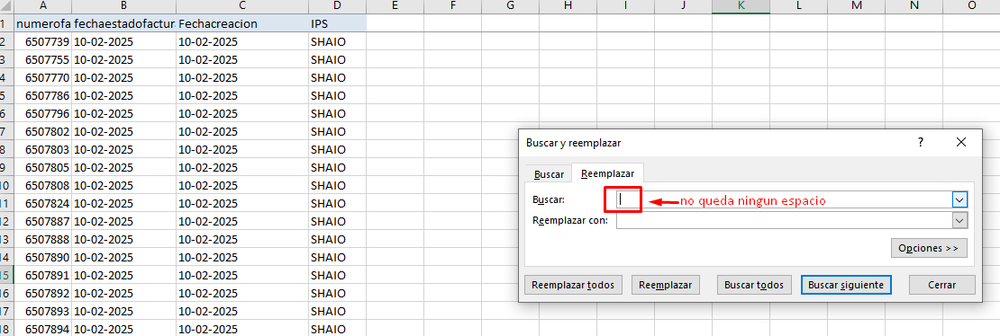 A B C D E F G H I J K L M N O
1 numerofa fechaestadofactura Fechacreacion IPS
2 6507739 10-02-2025 10-02-2025 SHAIO
3 6507755 10-02-2025 10-02-2025 SHAIO
4 6507770 10-02-2025 10-02-2025 SHAIO
5 6507786 10-02-2025 10-02-2025 SHAIO
6 6507796 10-02-2025 10-02-2025 SHAIO
7 6507802 10-02-2025 10-02-2025 SHAIO
8 6507803 10-02-2025 10-02-2025 SHAIO
9 6507805 10-02-2025 10-02-2025 SHAIO
10 6507808 10-02-2025 10-02-2025 SHAIO
11 6507824 10-02-2025 10-02-2025 SHAIO
12 6507887 10-02-2025 10-02-2025 SHAIO
13 6507888 10-02-2025 10-02-2025 SHAIO
14 6507890 10-02-2025 10-02-2025 SHAIO
15 6507891 10-02-2025 10-02-2025 SHAIO
16 6507892 10-02-2025 10-02-2025 SHAIO
17 6507893 10-02-2025 10-02-2025 SHAIO
18 6507894 10-02-2025 10-02-2025 SHAIO
Buscar y reemplazar ?
Buscar Reemplazar
Buscar: no queda ningun espacio
Reemplazar con:
Opciones >>
Reemplazar todos Reemplazar Buscar todos Buscar siguiente Cerrar